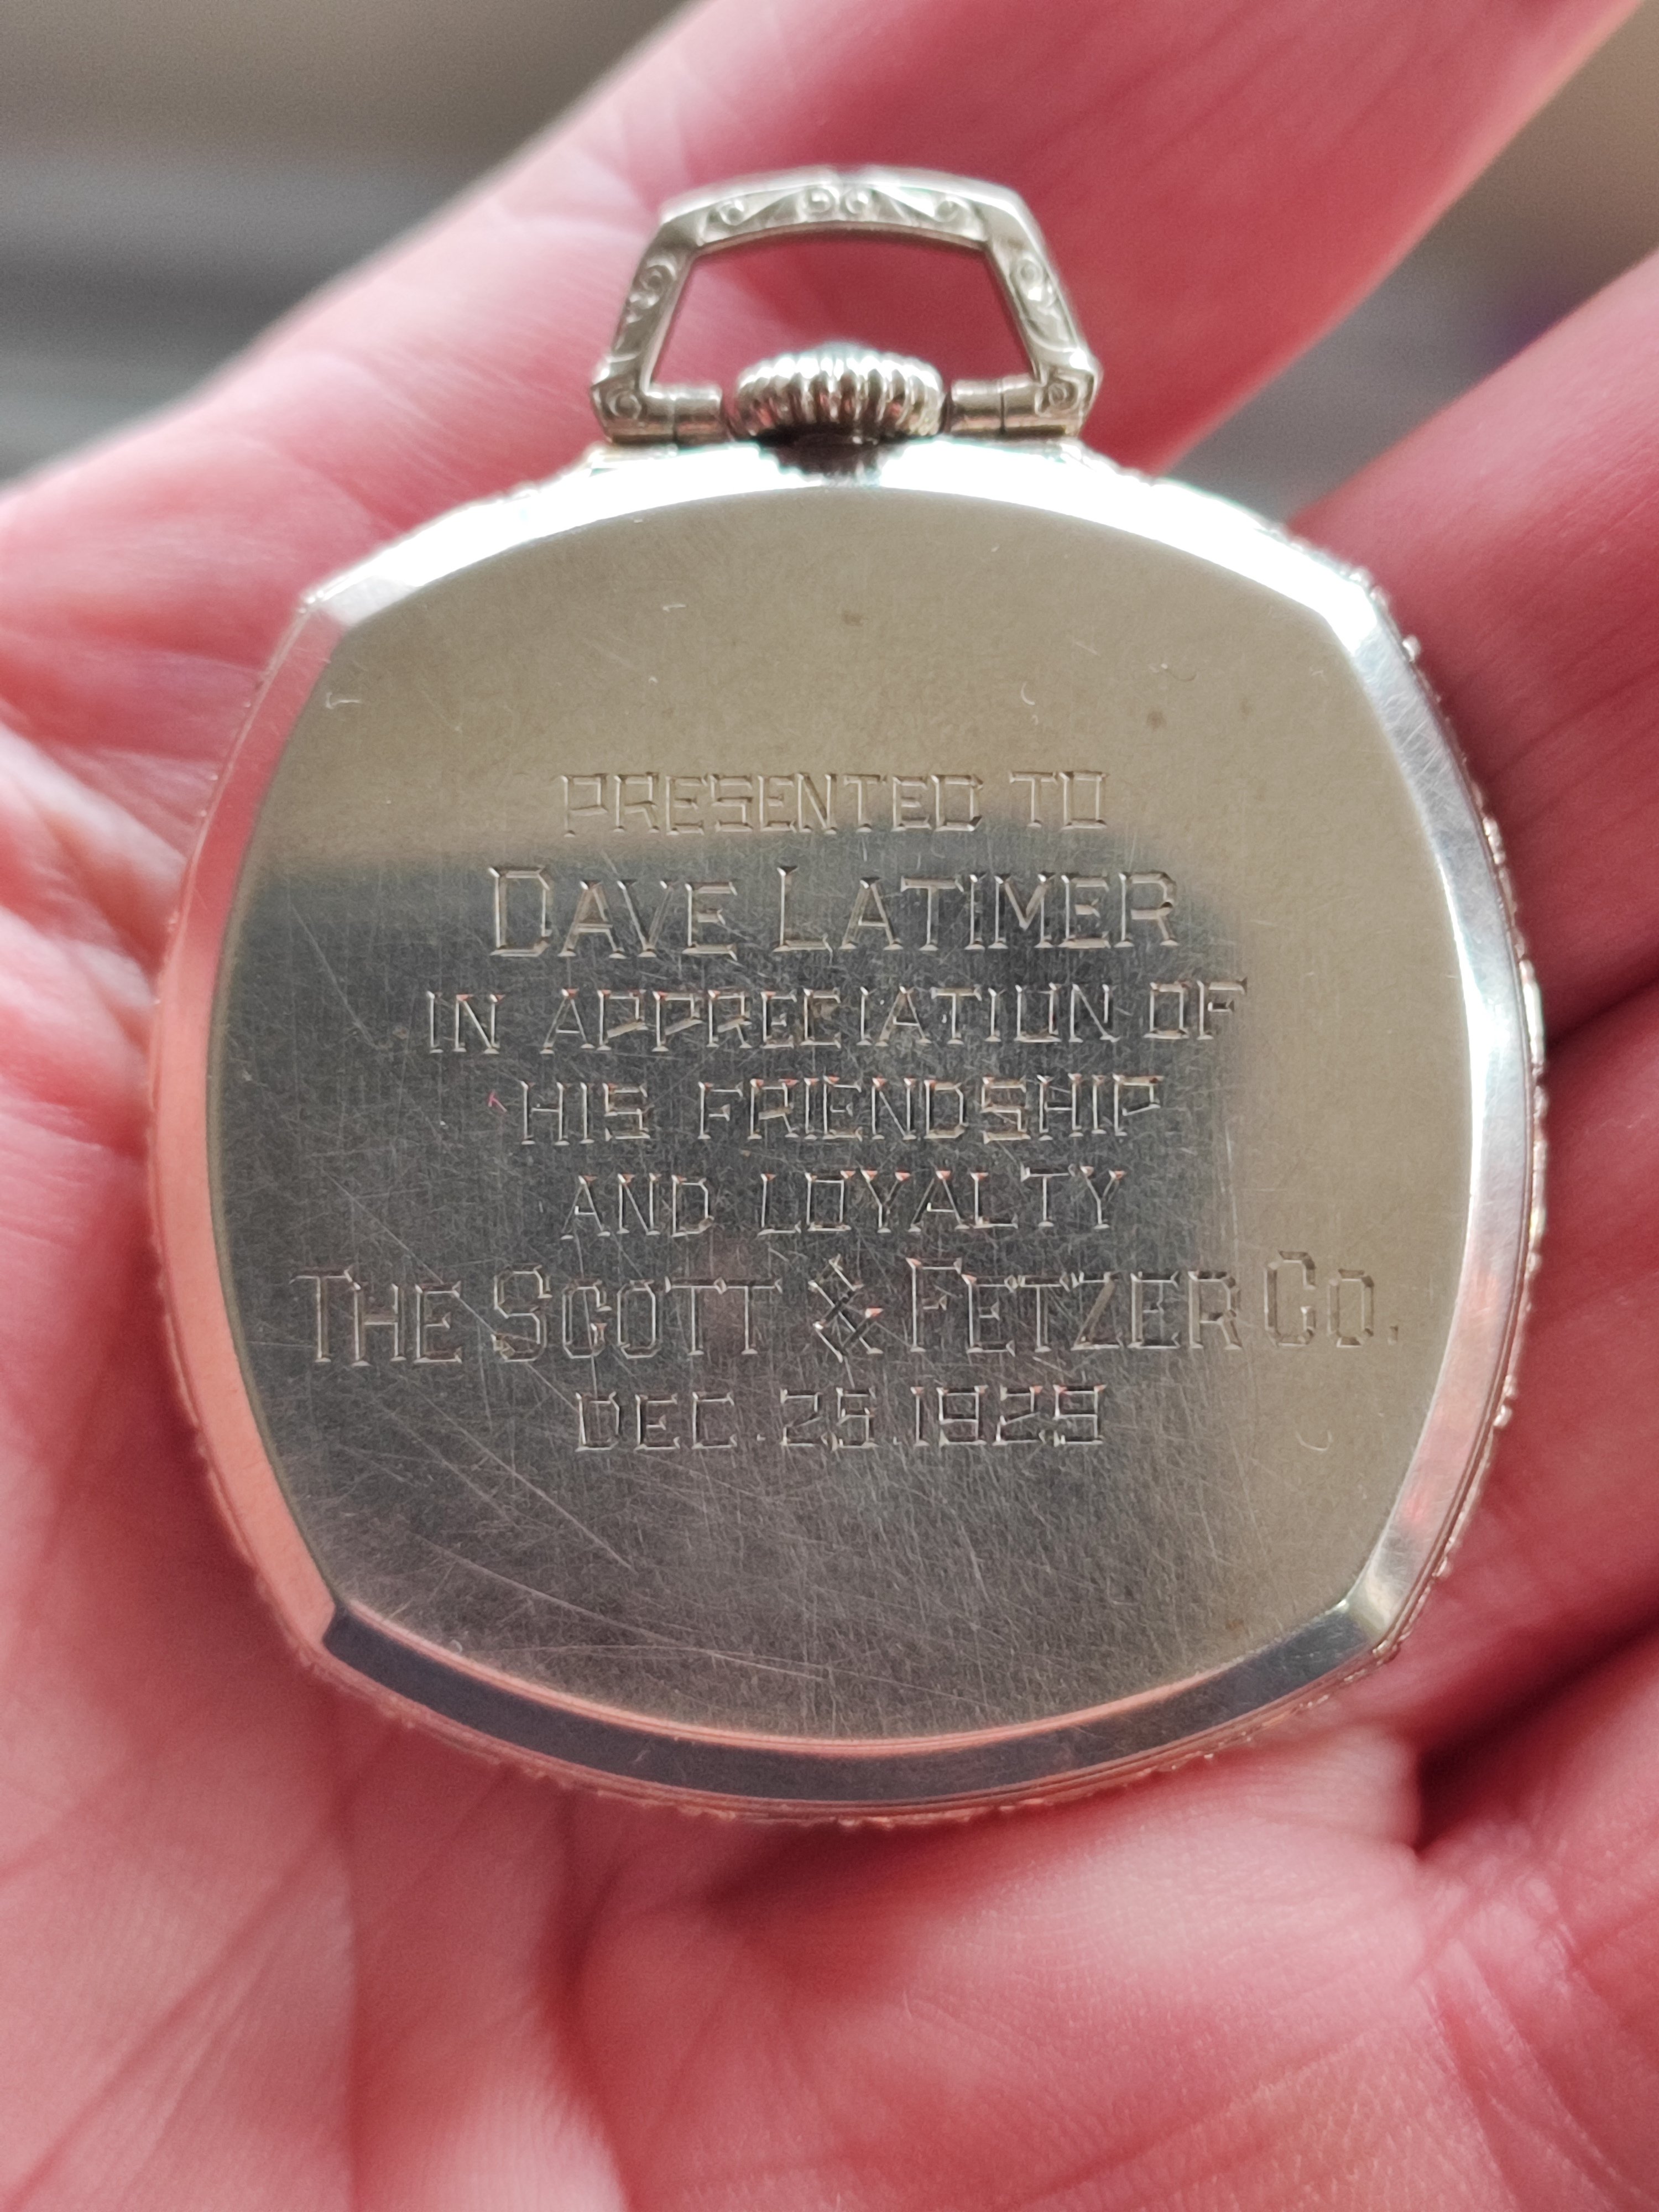 PRESENTED TO
DAVE LATIMER
IN APPRECIATION OF
HIS FRIENDSHIP
AND LOYALTY
THE SCOTT & FETZER CO.
DEC. 25. 1929